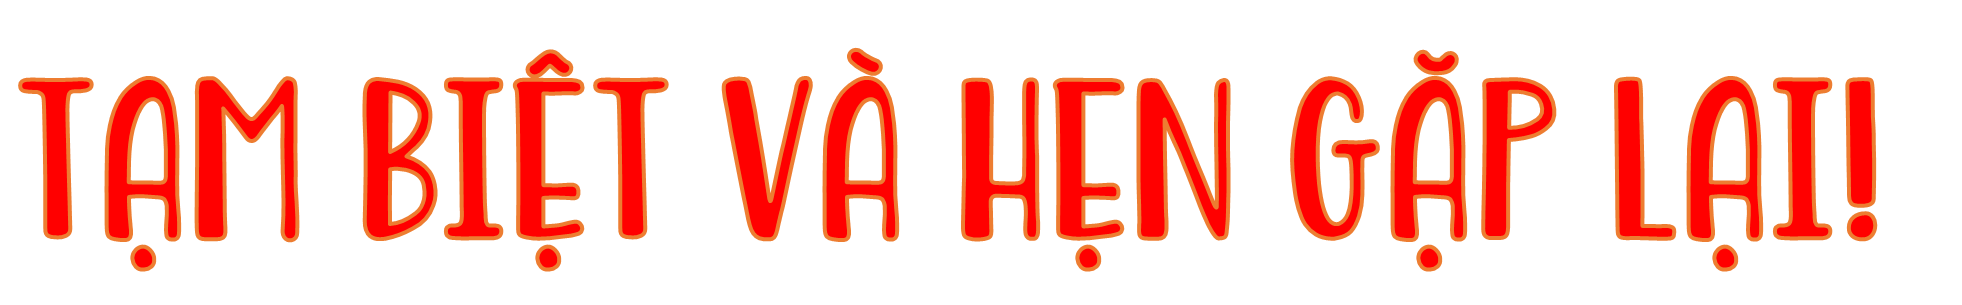 TẠM BIỆT VÀ HẸN GẶP LẠI!